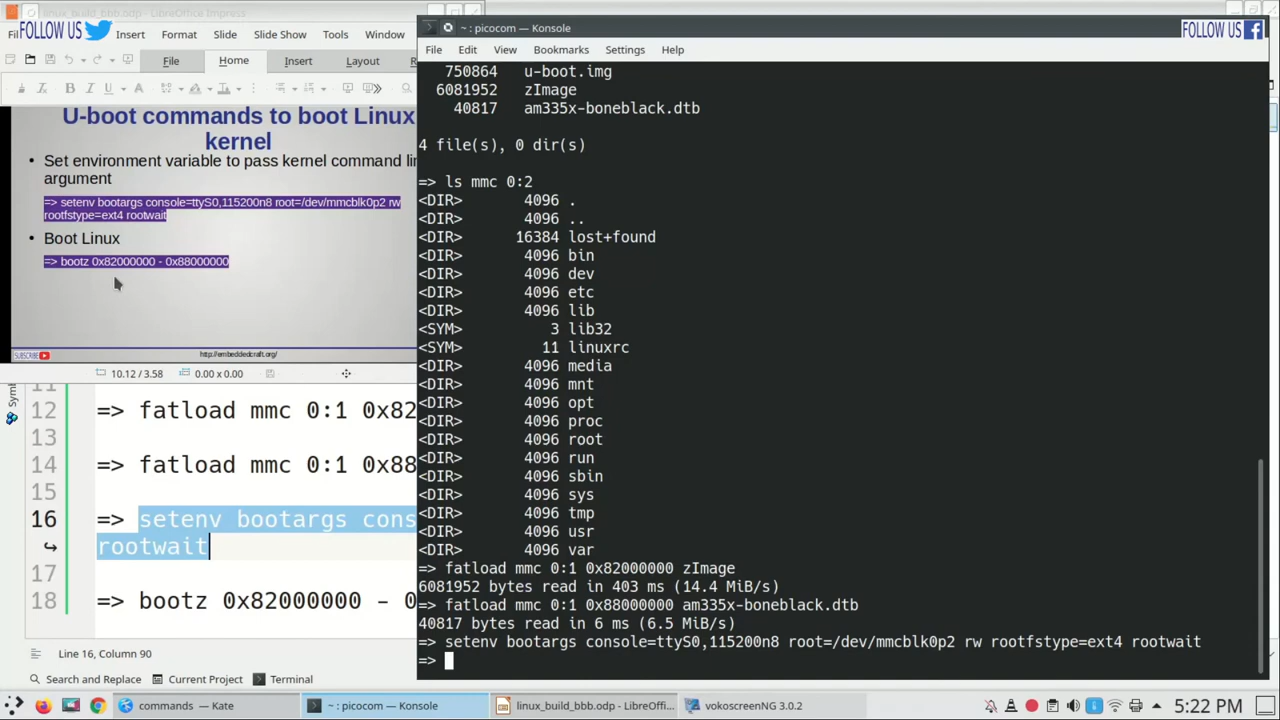 linux_build_bbb.odp - LibreOffice Impress
FOLLOW US
Insert Format Slide Slide Show Tools Window
File Home Insert Layout
U-boot commands to boot Linux
kernel
• Set environment variable to pass kernel command
argument
=> setenv bootargs console=ttyS0,115200n8 root=/dev/mmcblk0p2 rw
rootfstype=ext4 rootwait
• Boot Linux
=> bootz 0x82000000 - 0x88000000
SUBSCRIBE
http://embeddedcraft.org/
10.12 / 3.58 0.00 x 0.00
12 => fatload mmc 0:1 0x82
13
14 => fatload mmc 0:1 0x88
15
16 => setenv bootargs cons
rootwait
17
18 => bootz 0x82000000 - 0
Line 16, Column 90
Search and Replace Current Project Terminal
~ : picocom — Konsole
FOLLOW US
File Edit View Bookmarks Settings Help
750864 u-boot.img
6081952 zImage
40817 am335x-boneblack.dtb
4 file(s), 0 dir(s)
=> ls mmc 0:2
<DIR> 4096 .
<DIR> 4096 ..
<DIR> 16384 lost+found
<DIR> 4096 bin
<DIR> 4096 dev
<DIR> 4096 etc
<DIR> 4096 lib
<SYM> 3 lib32
<SYM> 11 linuxrc
<DIR> 4096 media
<DIR> 4096 mnt
<DIR> 4096 opt
<DIR> 4096 proc
<DIR> 4096 root
<DIR> 4096 run
<DIR> 4096 sbin
<DIR> 4096 sys
<DIR> 4096 tmp
<DIR> 4096 usr
<DIR> 4096 var
=> fatload mmc 0:1 0x82000000 zImage
6081952 bytes read in 403 ms (14.4 MiB/s)
=> fatload mmc 0:1 0x88000000 am335x-boneblack.dtb
40817 bytes read in 6 ms (6.5 MiB/s)
=> setenv bootargs console=ttyS0,115200n8 root=/dev/mmcblk0p2 rw rootfstype=ext4 rootwait
=>
commands — Kate ~ : picocom — Konsole linux_build_bbb.odp - LibreOffi... vokoscreenNG 3.0.2 5:22 PM